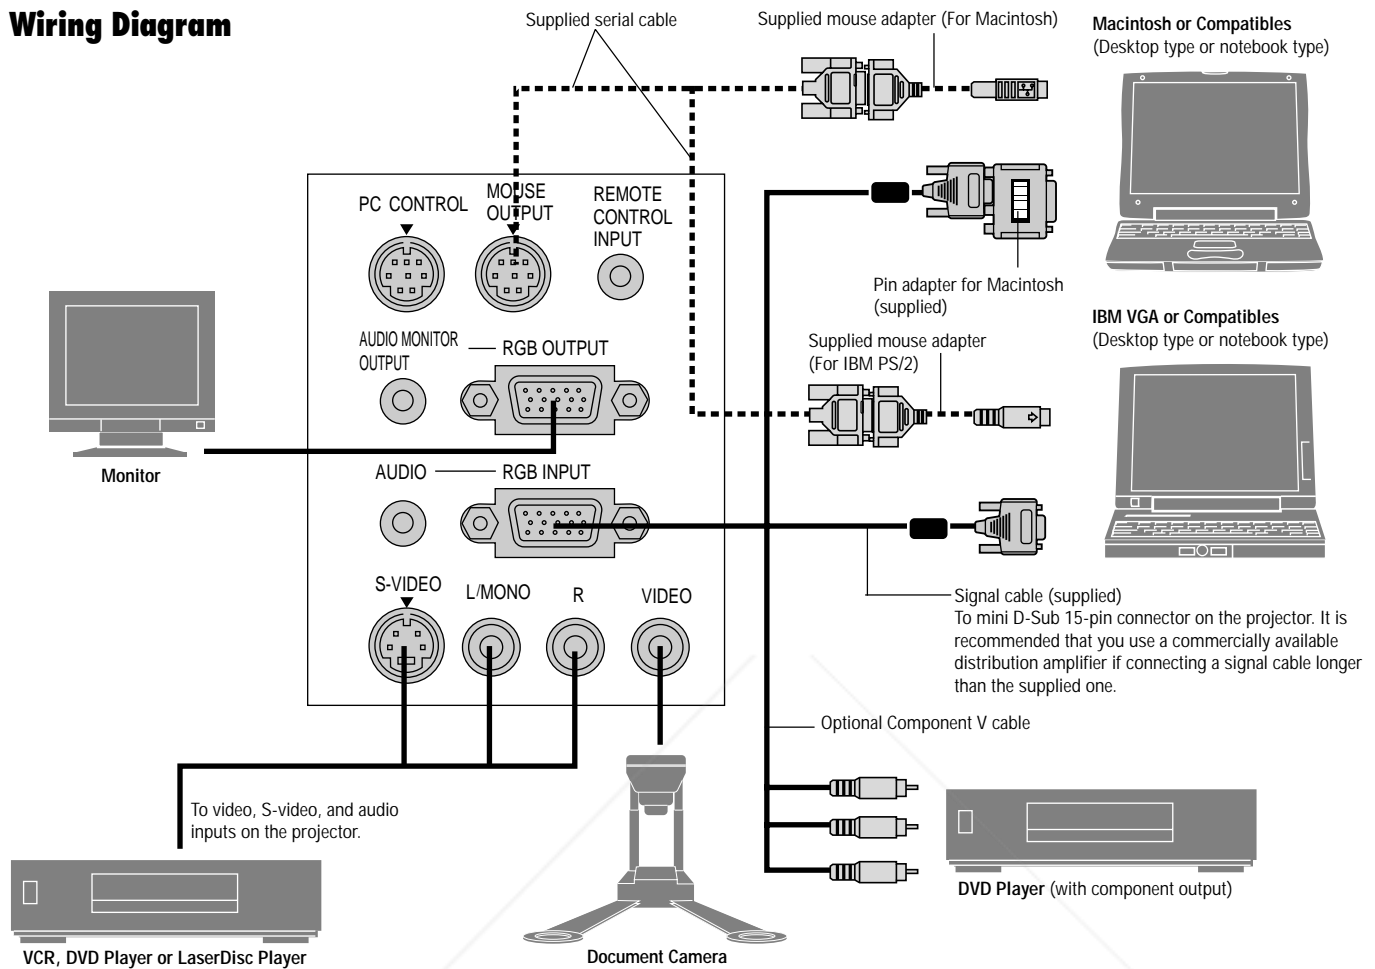 Wiring Diagram
Supplied serial cable
Supplied mouse adapter (For Macintosh)
Macintosh or Compatibles
(Desktop type or notebook type)
PC CONTROL
MOUSE
OUTPUT
REMOTE
CONTROL
INPUT
Pin adapter for Macintosh
(supplied)
IBM VGA or Compatibles
(Desktop type or notebook type)
Supplied mouse adapter
(For IBM PS/2)
AUDIO MONITOR
OUTPUT
RGB OUTPUT
Monitor
AUDIO
RGB INPUT
S-VIDEO
L/MONO
R
VIDEO
Signal cable (supplied)
To mini D-Sub 15-pin connector on the projector. It is
recommended that you use a commercially available
distribution amplifier if connecting a signal cable longer
than the supplied one.
Optional Component V cable
To video, S-video, and audio
inputs on the projector.
DVD Player (with component output)
VCR, DVD Player or LaserDisc Player
Document Camera